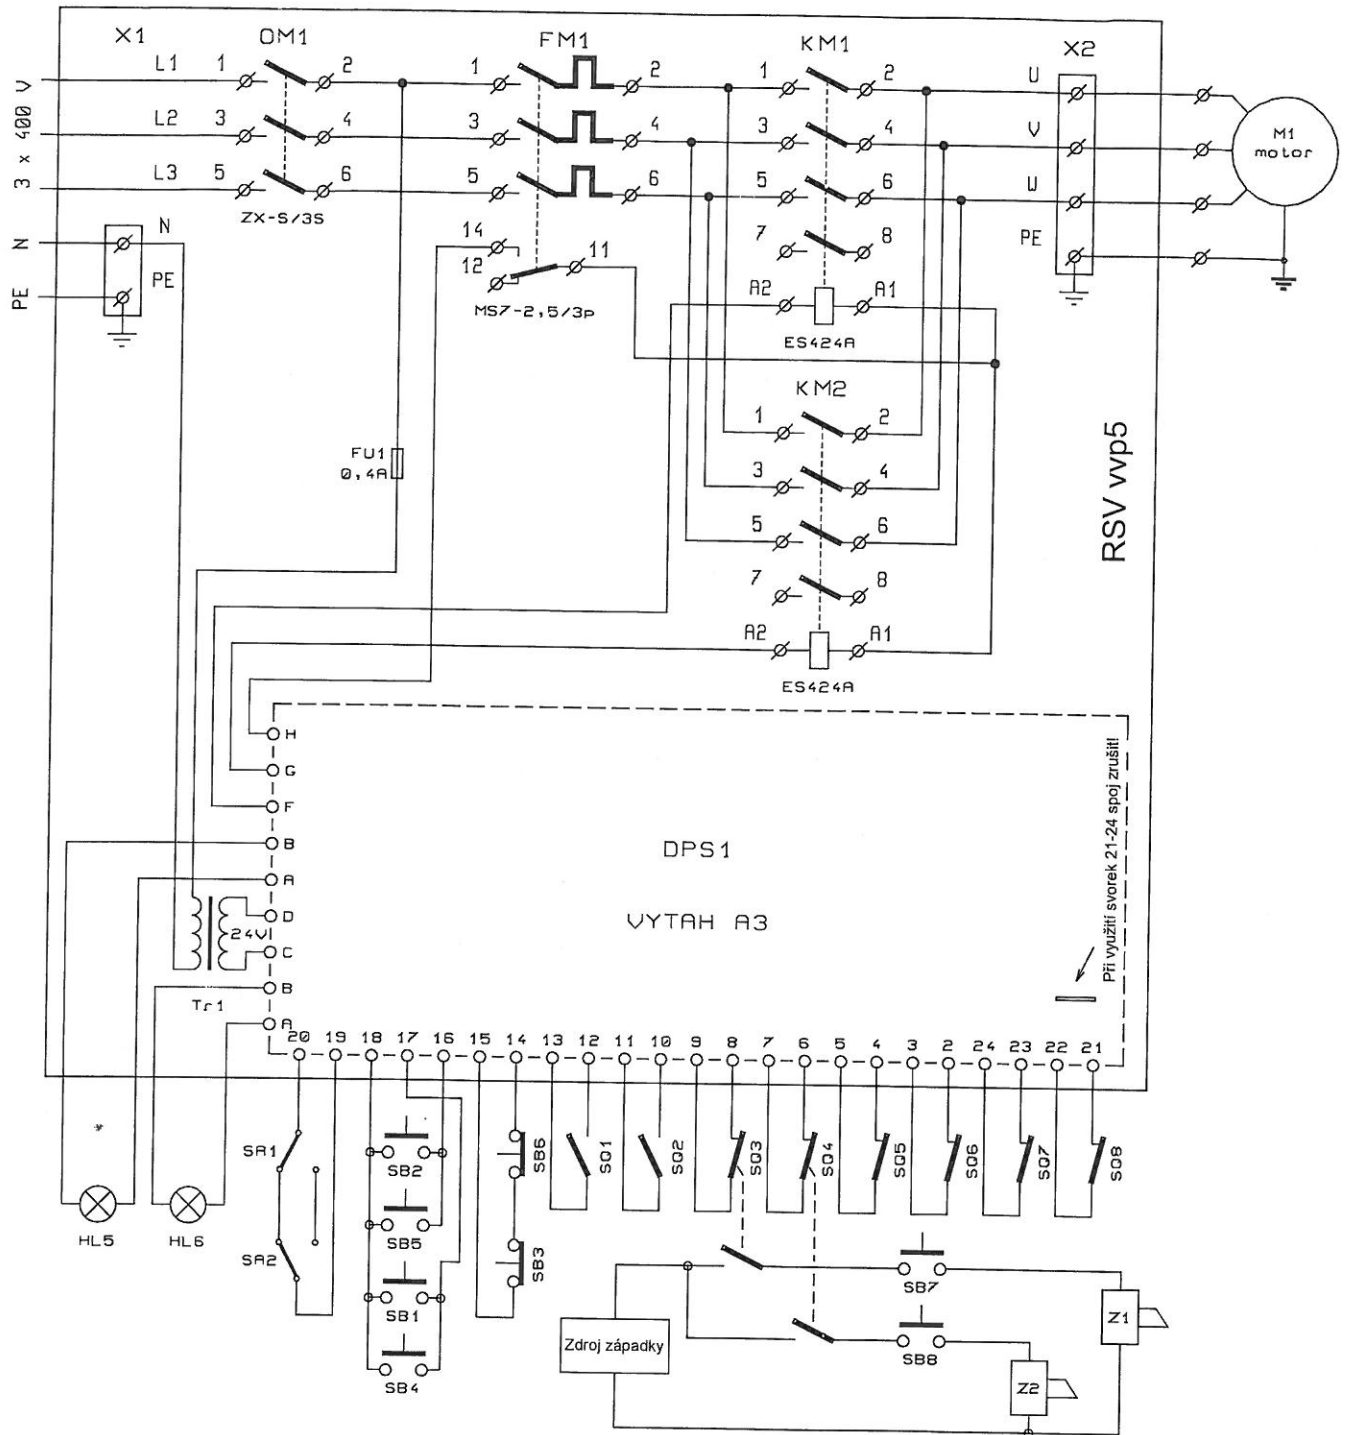 X1 OM1 FM1 KM1 X2
L1 1 2 1 2 1 2 U
L2 3 4 3 4 3 4 V
L3 5 6 5 6 5 6 W
3 x 400 V
ZX-S/3S
M1
motor
N N
PE PE
14 7 8 PE
12 11
MS7-2,5/3p
A2 A1
ES424A
KM2
1 2
FU1
0,4A
3 4
5 6
7 8
A2 A1
ES424A
RSV vvp5
H
G
F
B
A
D
C
B
A
24V
Tr1
DPS1
VYTAH A3
Při využití svorek 21-24 spoj zrušit!
20 19 18 17 16 15 14 13 12 11 10 9 8 7 6 5 4 3 2 24 23 22 21
SA1 SB2 SB6 SQ1 SQ2 SQ3 SQ4 SQ5 SQ6 SQ7 SQ8
HL5 HL6 SB5
SA2 SB3
SB1 SB7
SB4 SB8
Zdroj západky
Z1
Z2